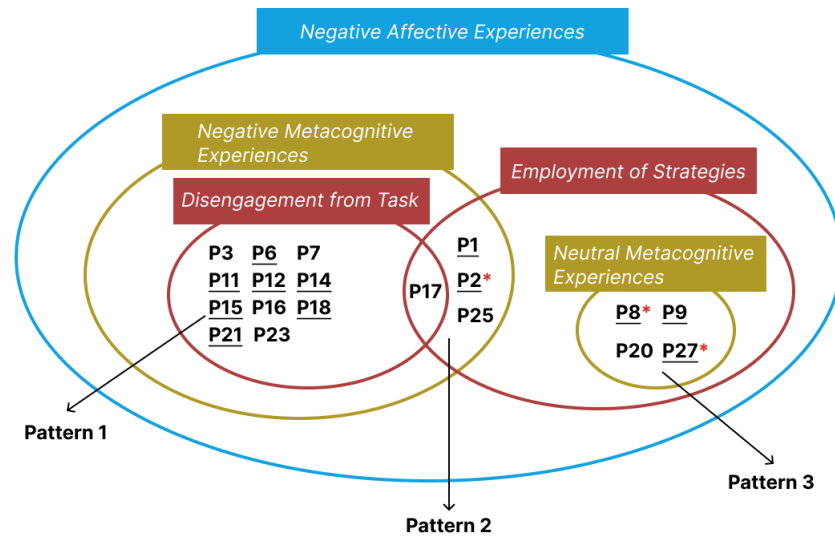 Negative Affective Experiences
Negative Metacognitive
Experiences
Disengagement from Task
Employment of Strategies
Neutral Metacognitive
Experiences
P3 P6 P7
P11 P12 P14
P15 P16 P18
P21 P23
P17
P1
P2*
P25
P8* P9
P20 P27*
Pattern 1
Pattern 2
Pattern 3